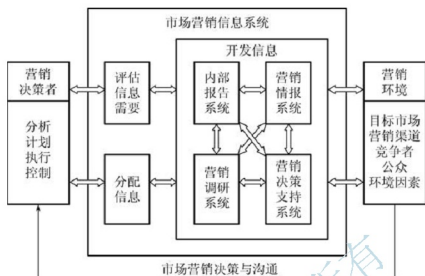 市场营销信息系统
开发信息
营销
决策者
分析
计划
执行
控制
评估
信息
需要
分配
信息
内部
报告
系统
营销
情报
系统
营销
调研
系统
营销
决策
支持
系统
营销
环境
目标市场
营销渠道
竞争者
公众
环境因素
市场营销决策与沟通
所有